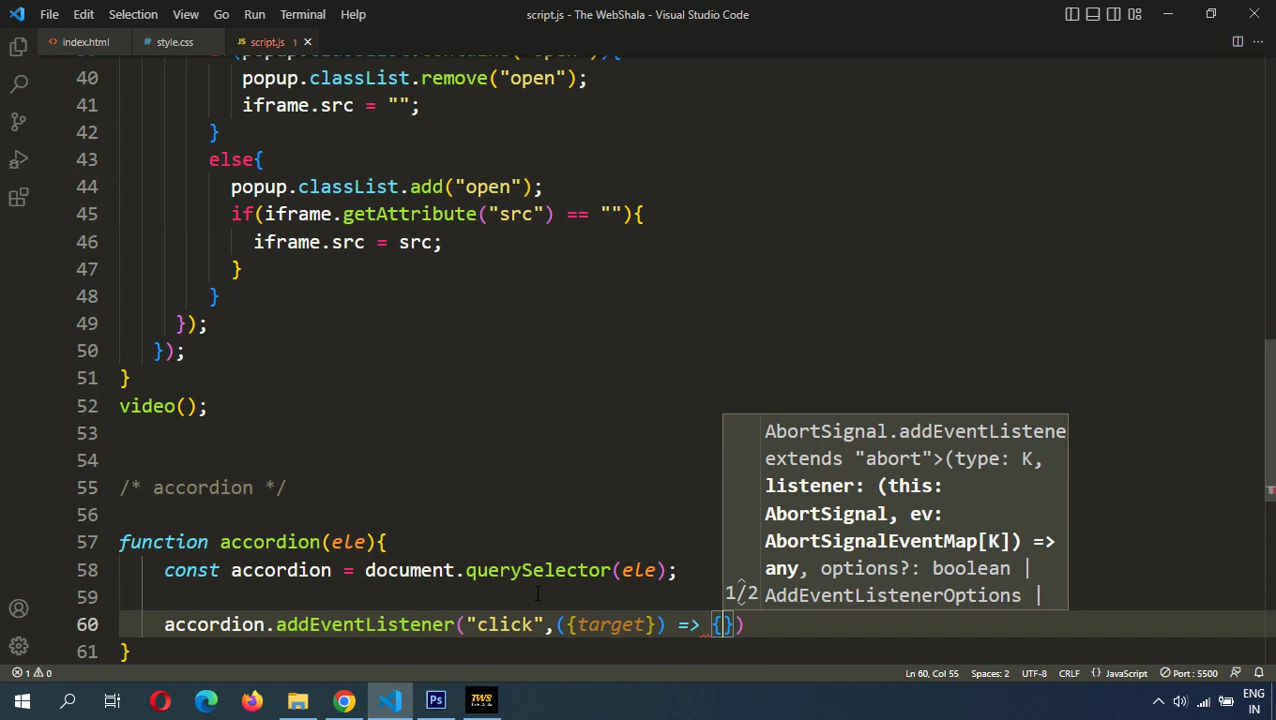 File Edit Selection View Go Run Terminal Help script.js - The WebShala - Visual Studio Code
index.html style.css script.js 1
40 popup.classList.remove("open");
41 iframe.src = "";
42 }
43 else{
44 popup.classList.add("open");
45 if(iframe.getAttribute("src") == ""){
46 iframe.src = src;
47 }
48 }
49 });
50 });
51 }
52 video();
53
54
55 /* accordion */
56
57 function accordion(ele){
58 const accordion = document.querySelector(ele);
59
60 accordion.addEventListener("click",({target}) => {})
61 }
AbortSignal.addEventListene
extends "abort">(type: K,
listener: (this:
AbortSignal, ev:
AbortSignalEventMap[K]) =>
any, options?: boolean |
1/2 AddEventListenerOptions |
1 0 Ln 60, Col 55 Spaces: 2 UTF-8 CRLF {} JavaScript Port : 5500
Ps TWS ENG
IN